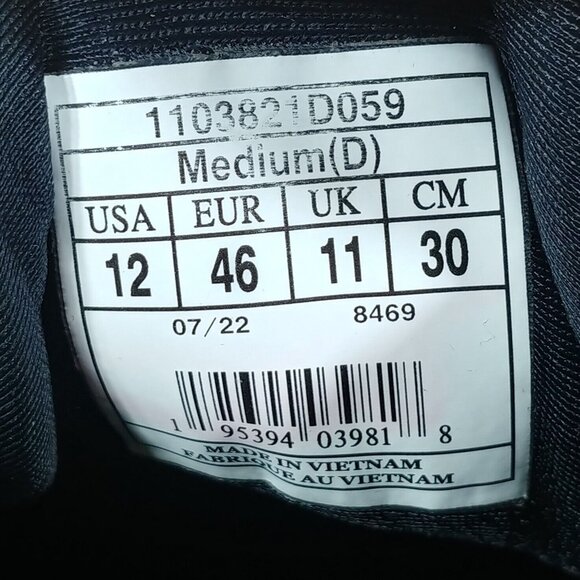 1103821D059
Medium(D)
USA EUR UK CM
12 46 11 30
07/22 8469
1 95394 03981 8
MADE IN VIETNAM
FABRIQUE AU VIETNAM